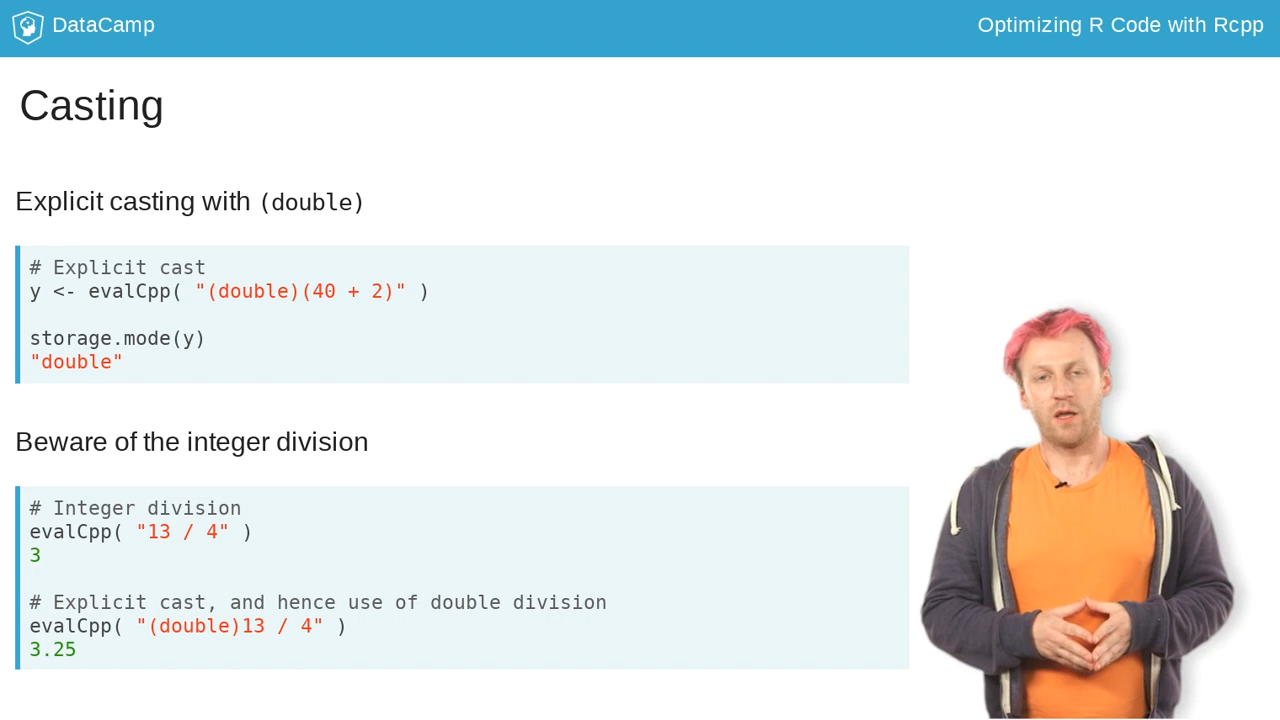 DataCamp
Optimizing R Code with Rcpp
Casting
Explicit casting with (double)
# Explicit cast
y <- evalCpp( "(double)(40 + 2)" )
storage.mode(y)
"double"
Beware of the integer division
# Integer division
evalCpp( "13 / 4" )
3
# Explicit cast, and hence use of double division
evalCpp( "(double)13 / 4" )
3.25